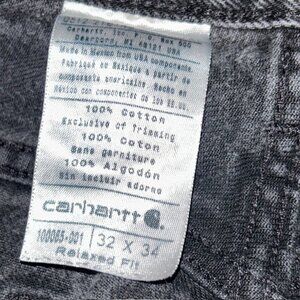 Carhartt, Inc. P.O. Box 600
Dearborn, MI 48121 USA
Made in Mexico from USA components
Fabriqué en Mexique à partir de
composants américains Hecho en
México con componentes de los EE.UU.
100% Cotton
Exclusive of Trimming
100% Coton
Sans garniture
100% Algodón
Sin incluir adorno
carhartt
100065-001 32 X 34
Relaxed Fit